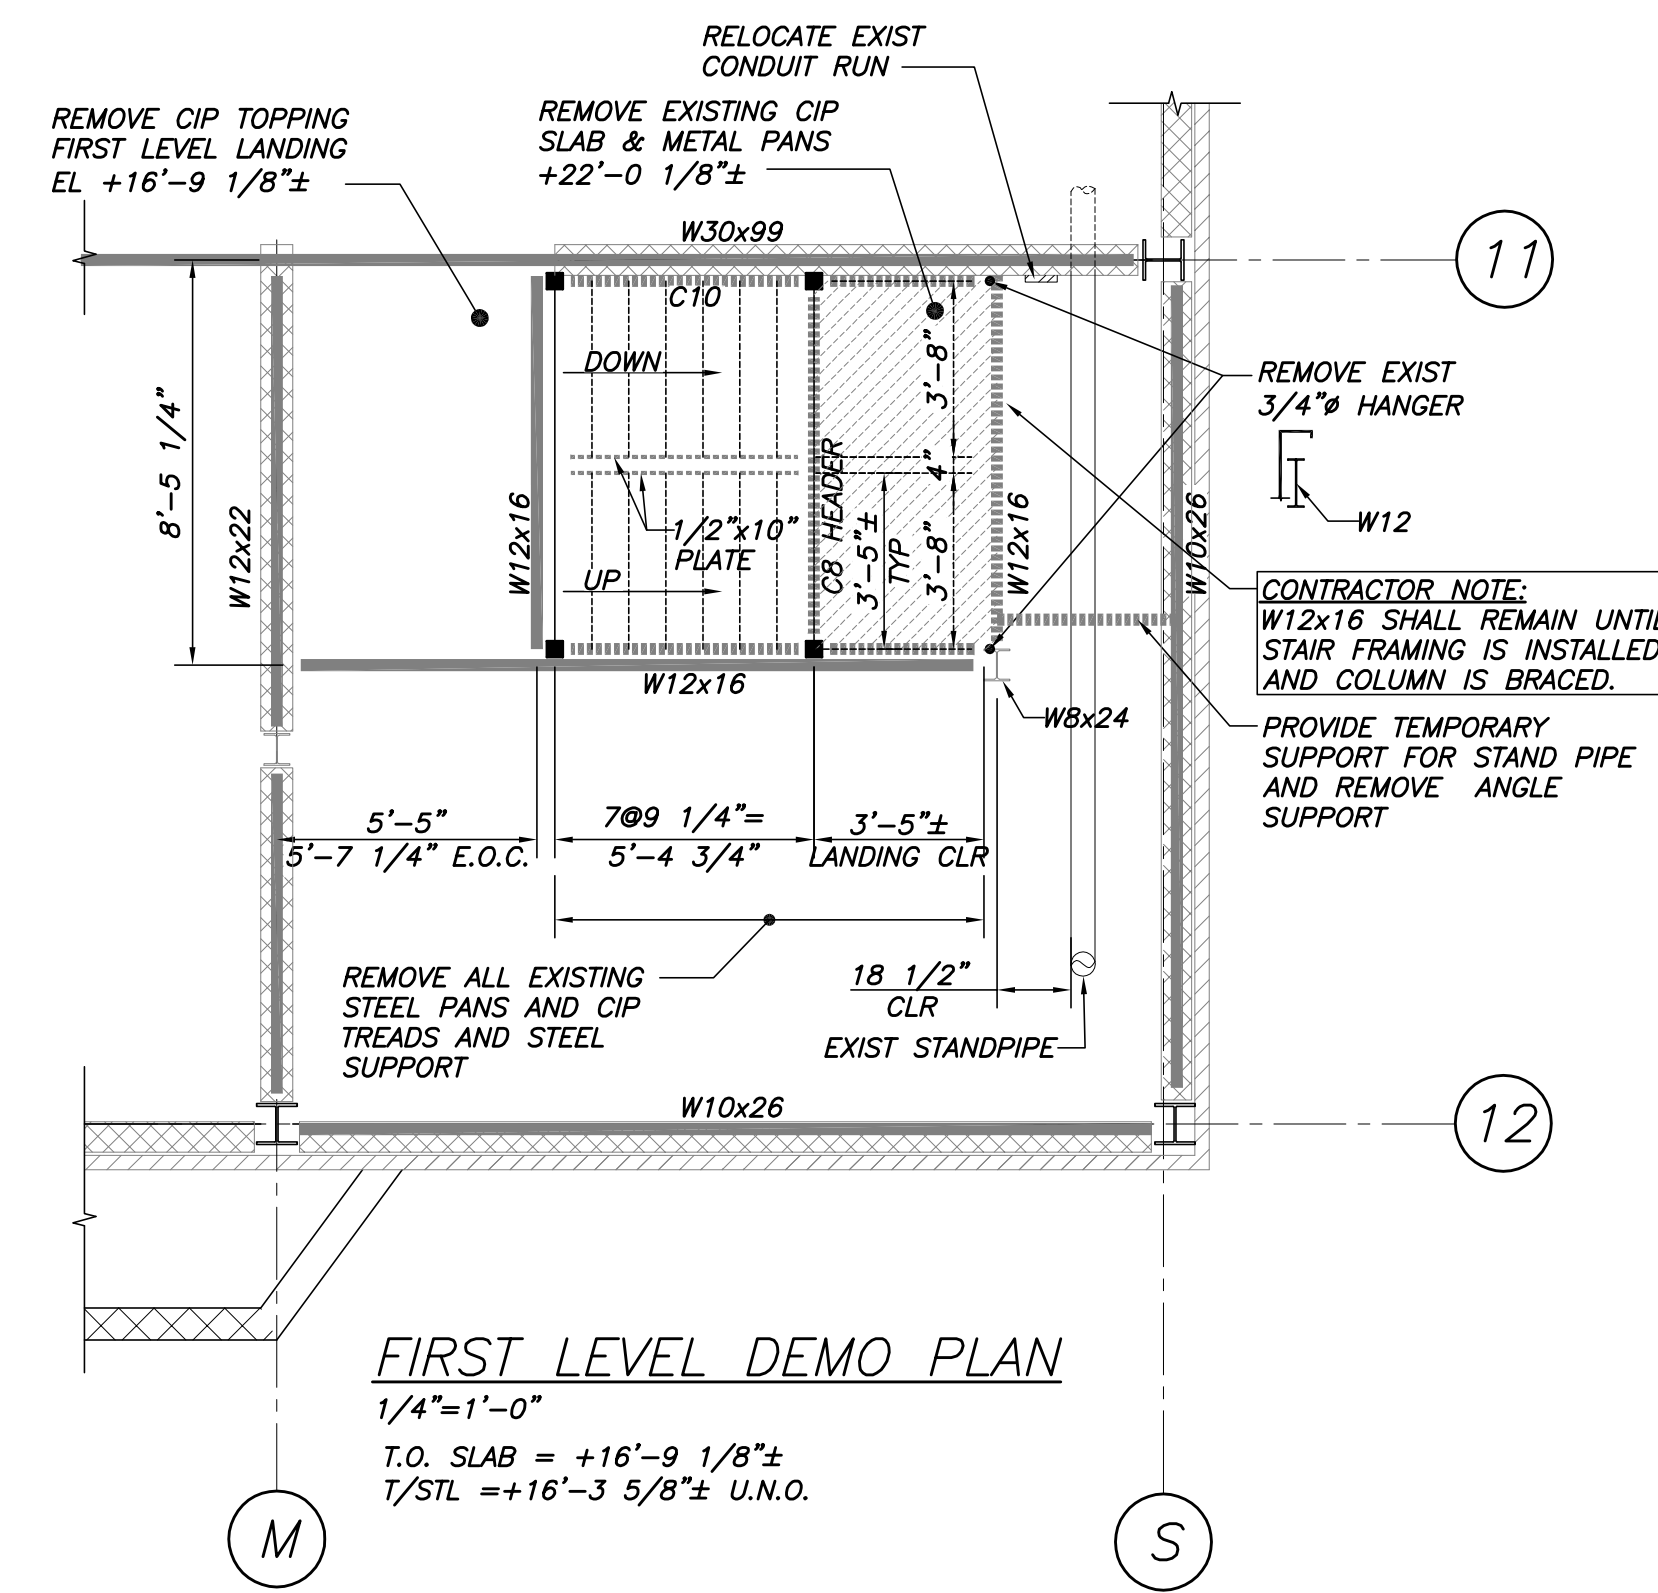 RELOCATE EXIST
CONDUIT RUN
REMOVE CIP TOPPING
FIRST LEVEL LANDING
EL +16'-9 1/8"±
REMOVE EXISTING CIP
SLAB & METAL PANS
+22'-0 1/8"±
W30x99
11
C10
DOWN
3'-8"
REMOVE EXIST
3/4"ø HANGER
8'-5 1/4"
W12x22
W12x16
1/2"x10"
PLATE
UP
C8 HEADER
3'-5"±
TYP
4"
3'-8"
W12x16
W10x26
W12
CONTRACTOR NOTE:
W12x16 SHALL REMAIN UNTIL
STAIR FRAMING IS INSTALLED
AND COLUMN IS BRACED.
W12x16
W8x24
PROVIDE TEMPORARY
SUPPORT FOR STAND PIPE
AND REMOVE ANGLE
SUPPORT
5'-5"
5'-7 1/4" E.O.C.
7@9 1/4"=
5'-4 3/4"
3'-5"±
LANDING CLR
REMOVE ALL EXISTING
STEEL PANS AND CIP
TREADS AND STEEL
SUPPORT
18 1/2"
CLR
EXIST STANDPIPE
W10x26
12
FIRST LEVEL DEMO PLAN
1/4"=1'-0"
T.O. SLAB = +16'-9 1/8"±
T/STL =+16'-3 5/8"± U.N.O.
M
S